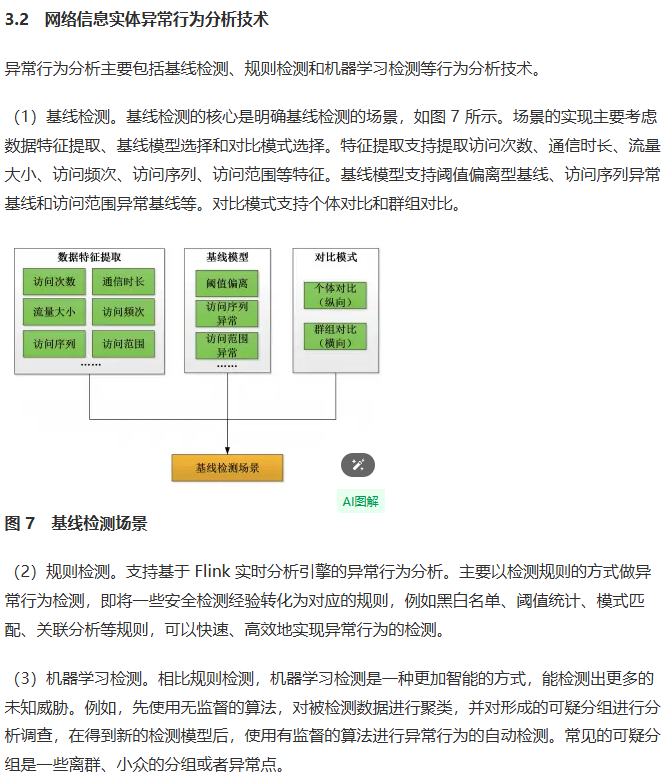 3.2 网络信息实体异常行为分析技术
异常行为分析主要包括基线检测、规则检测和机器学习检测等行为分析技术。
（1）基线检测。基线检测的核心是明确基线检测的场景，如图 7 所示。场景的实现主要考虑
数据特征提取、基线模型选择和对比模式选择。特征提取支持提取访问次数、通信时长、流量
大小、访问频次、访问序列、访问范围等特征。基线模型支持阈值偏离型基线、访问序列异常
基线和访问范围异常基线等。对比模式支持个体对比和群组对比。
数据特征提取
访问次数
通信时长
流量大小
访问频次
访问序列
访问范围
……
基线模型
阈值偏离
访问序列
异常
访问范围
异常
……
对比模式
个体对比
（纵向）
群组对比
（横向）
基线检测场景
AI图解
图 7 基线检测场景
（2）规则检测。支持基于 Flink 实时分析引擎的异常行为分析。主要以检测规则的方式做异
常行为检测，即将一些安全检测经验转化为对应的规则，例如黑白名单、阈值统计、模式匹
配、关联分析等规则，可以快速、高效地实现异常行为的检测。
（3）机器学习检测。相比规则检测，机器学习检测是一种更加智能的方式，能检测出更多的
未知威胁。例如，先使用无监督的算法，对被检测数据进行聚类，并对形成的可疑分组进行分
析调查，在得到新的检测模型后，使用有监督的算法进行异常行为的自动检测。常见的可疑分
组是一些离群、小众的分组或者异常点。